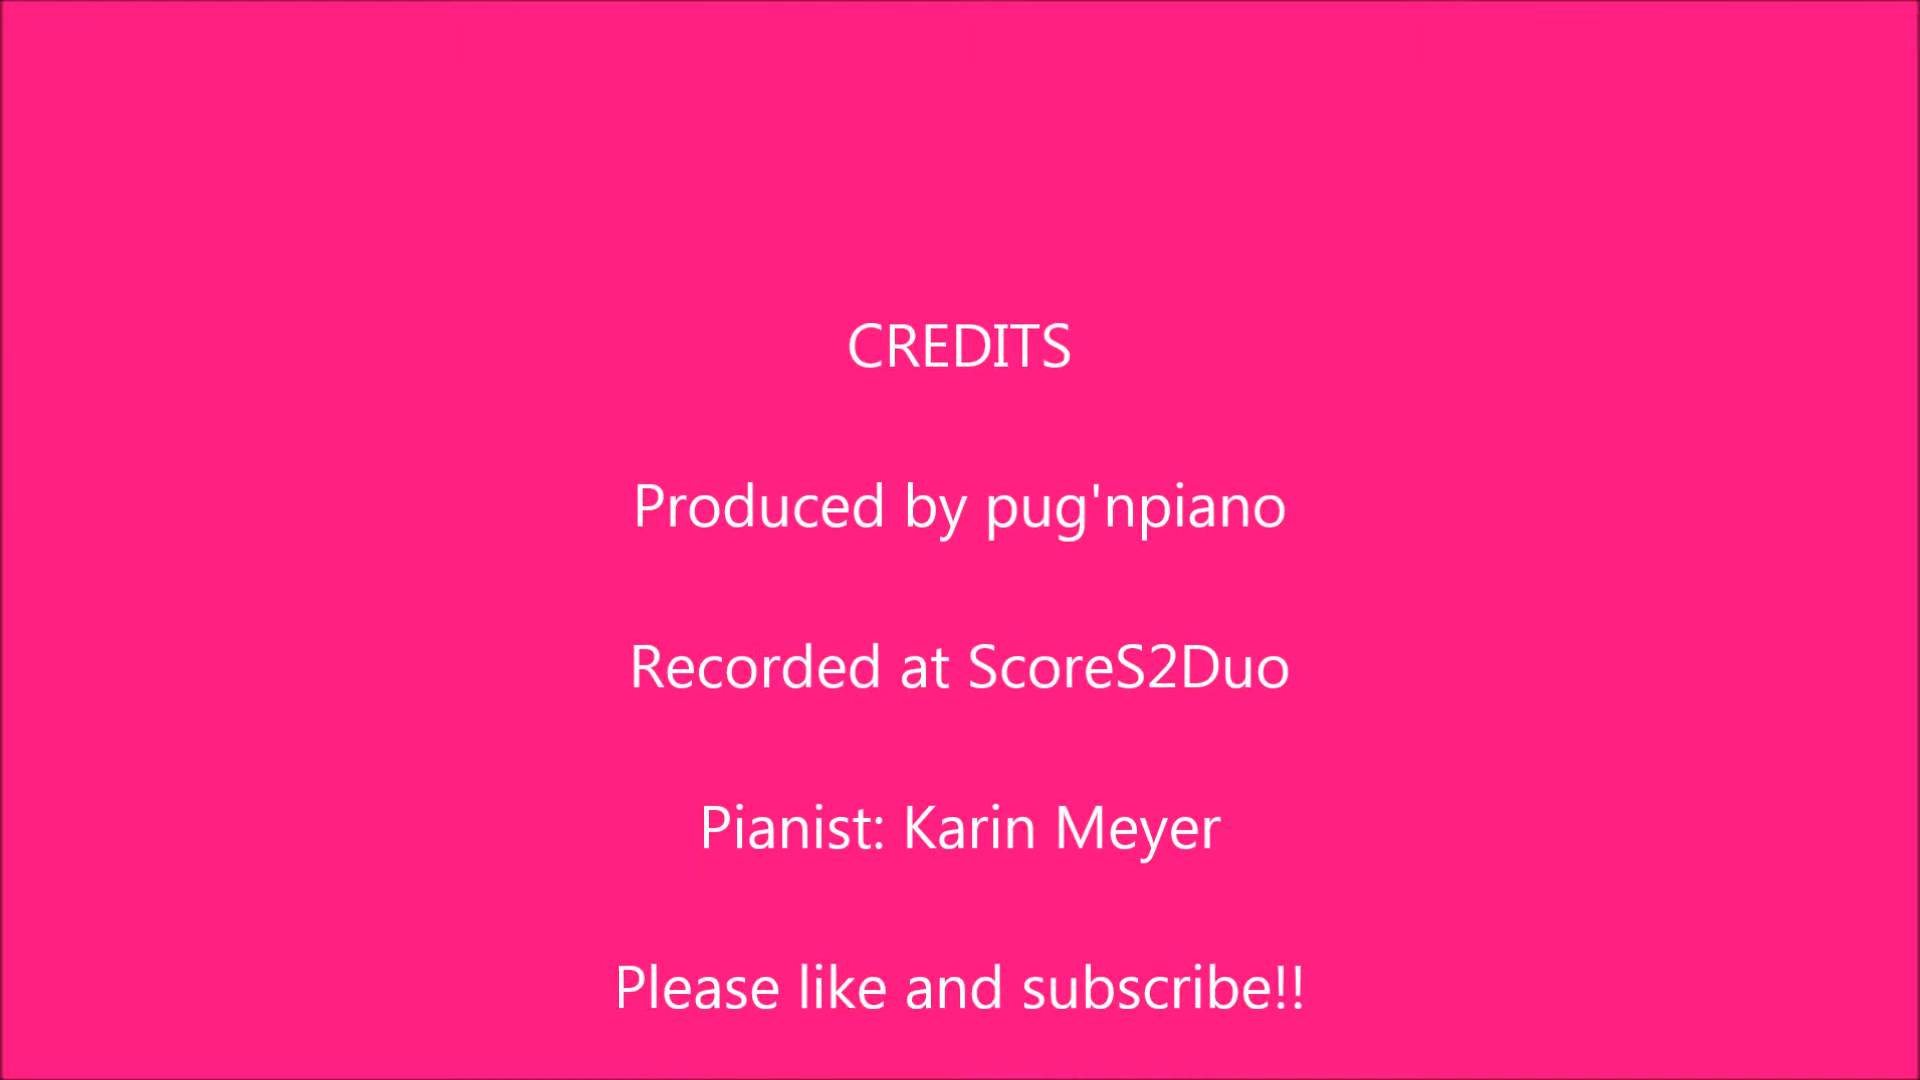 CREDITS
Produced by pug'npiano
Recorded at ScoreS2Duo
Pianist: Karin Meyer
Please like and subscribe!!